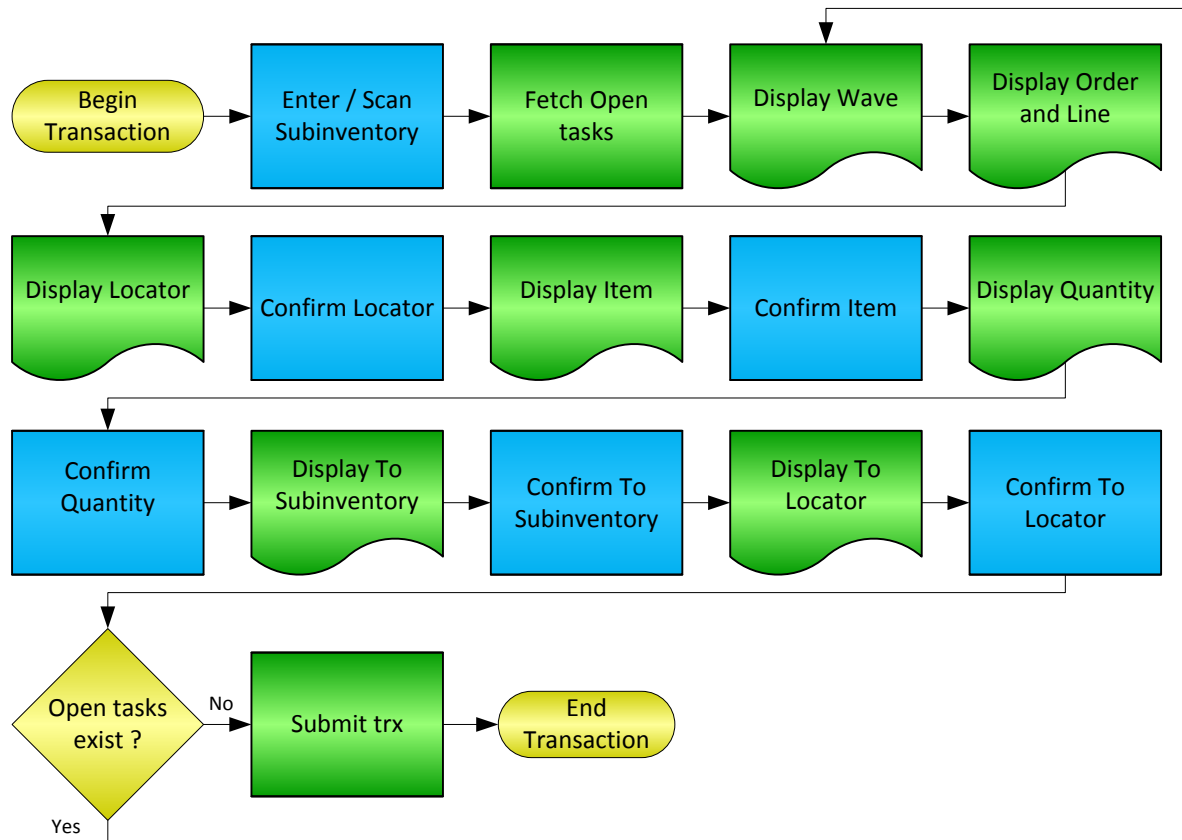 Begin
Transaction
Enter / Scan
Subinventory
Fetch Open
tasks
Display Wave
Display Order
and Line
Display Locator
Confirm Locator
Display Item
Confirm Item
Display Quantity
Confirm
Quantity
Display To
Subinventory
Confirm To
Subinventory
Display To
Locator
Confirm To
Locator
Open tasks
exist ?
No
Submit trx
End
Transaction
Yes